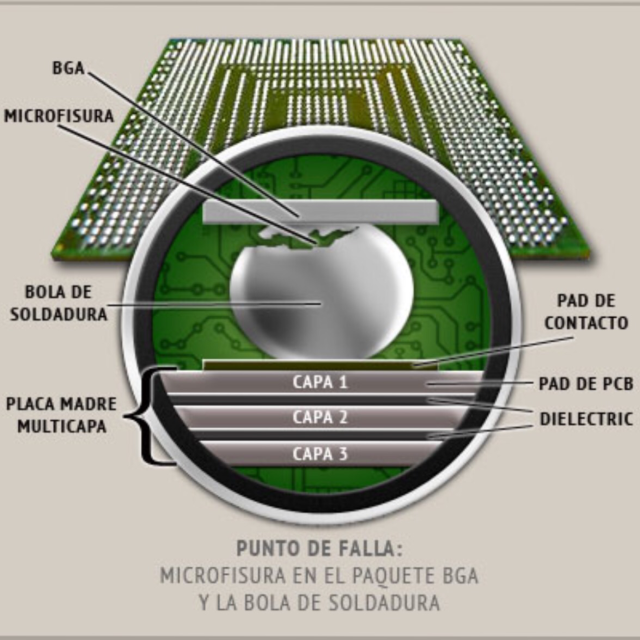 BGA
MICROFISURA
BOLA DE
SOLDADURA
PAD DE
CONTACTO
CAPA 1
PAD DE PCB
PLACA MADRE
MULTICAPA
CAPA 2
DIELECTRIC
CAPA 3
PUNTO DE FALLA:
MICROFISURA EN EL PAQUETE BGA
Y LA BOLA DE SOLDADURA